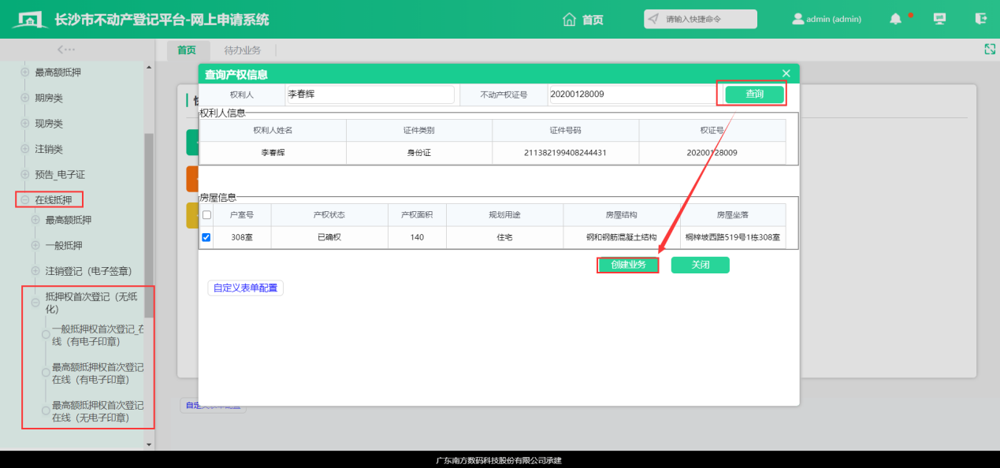 长沙市不动产登记平台-网上申请系统
首页
请输入快捷命令
admin (admin)
首页
待办业务
最高额抵押
期房类
现房类
注销类
预告_电子证
在线抵押
最高额抵押
一般抵押
注销登记（电子签章）
抵押权首次登记（无纸
化）
一般抵押权首次登记_在
线（有电子印章）
最高额抵押权首次登记
在线（有电子印章）
最高额抵押权首次登记
在线（无电子印章）
查询产权信息
权利人
李春辉
不动产权证号
20200128009
查询
权利人信息
权利人姓名
证件类别
证件号码
权证号
李春辉
身份证
211382199408244431
20200128009
房屋信息
户室号
产权状态
产权面积
规划用途
房屋结构
房屋坐落
308室
已确权
140
住宅
钢和钢筋混凝土结构
桐梓坡西路519号1栋308室
创建业务
关闭
自定义表单配置
广东南方数码科技股份有限公司承建